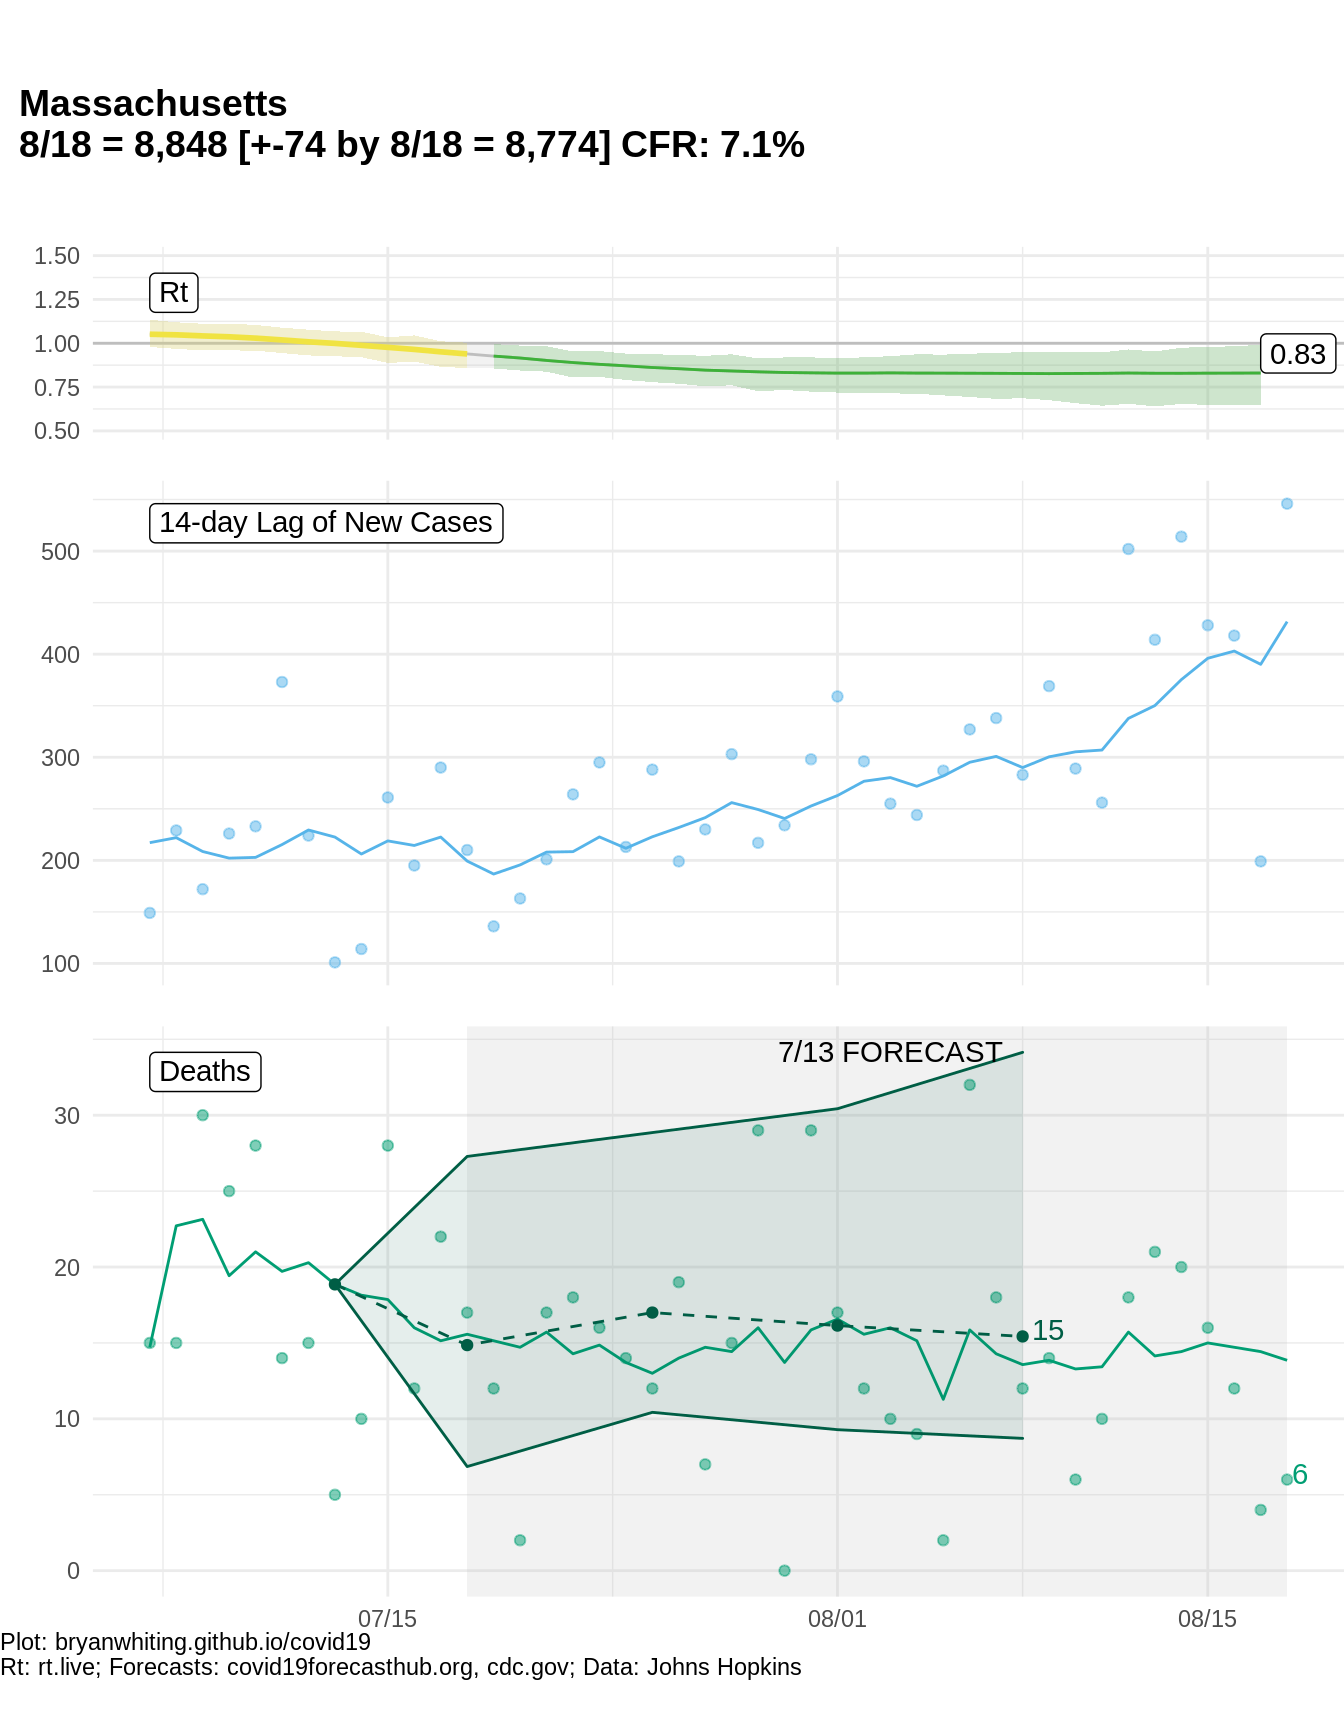 Massachusetts
8/18 = 8,848 [+-74 by 8/18 = 8,774] CFR: 7.1%
1.50
1.25
1.00
0.75
0.50
Rt
0.83
14-day Lag of New Cases
500
400
300
200
100
Deaths
7/13 FORECAST
30
20
10
0
15
6
07/15
08/01
08/15
Plot: bryanwhiting.github.io/covid19
Rt: rt.live; Forecasts: covid19forecasthub.org, cdc.gov; Data: Johns Hopkins